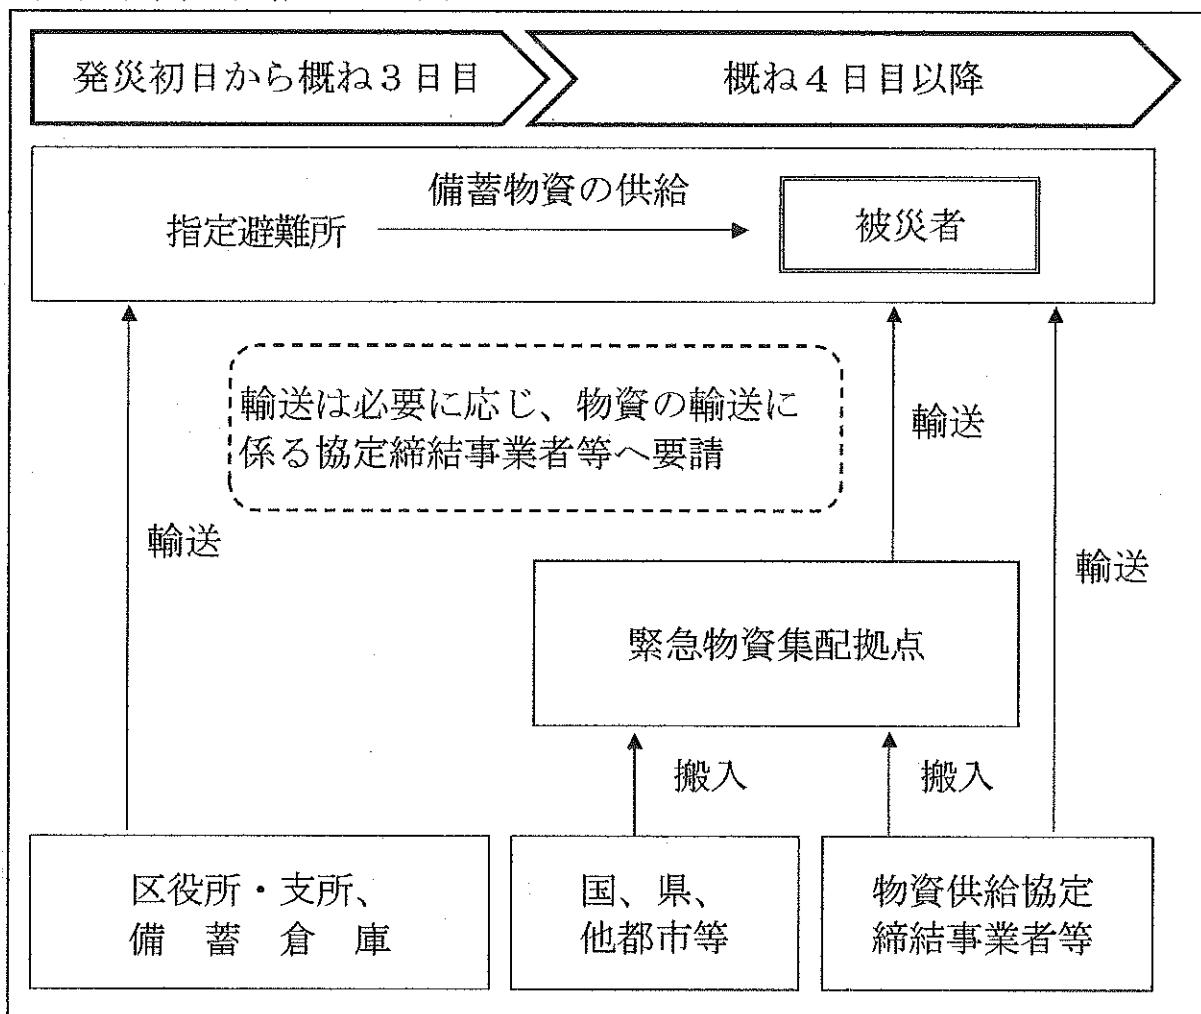 発災初日から概ね3日目
概ね4日目以降
備蓄物資の供給
指定避難所
被災者
輸送は必要に応じ、物資の輸送に
係る協定締結事業者等へ要請
輸送
輸送
輸送
緊急物資集配拠点
搬入
搬入
区役所・支所、
備蓄倉庫
国、県、
他都市等
物資供給協定
締結事業者等